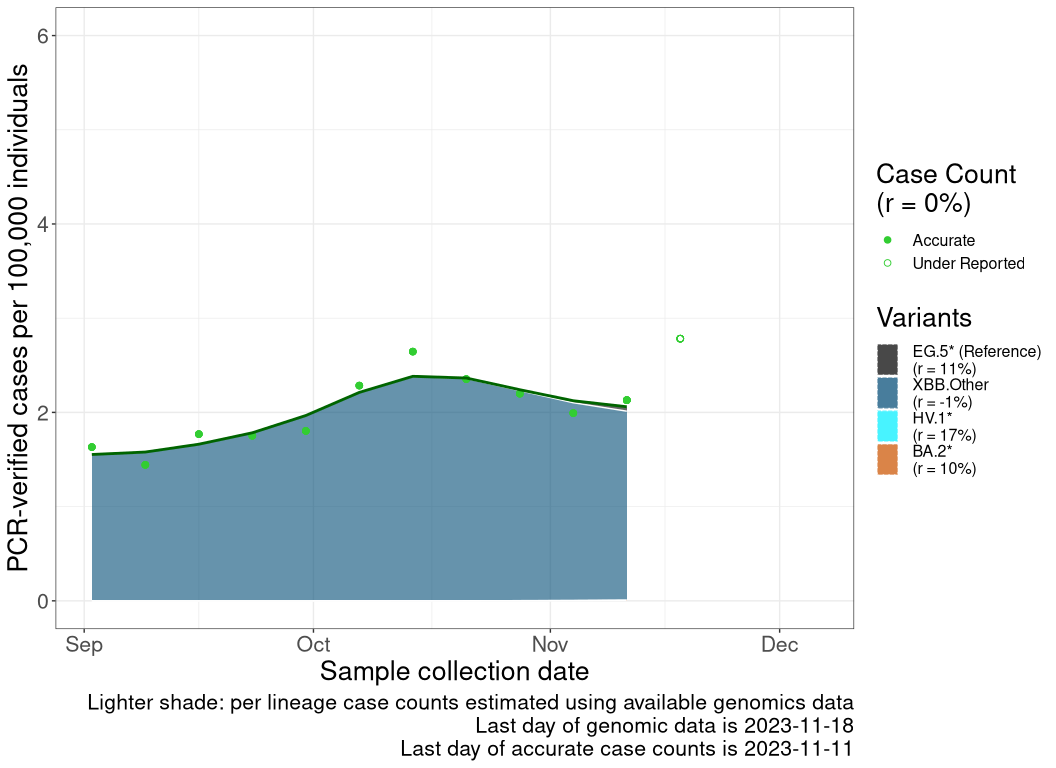 PCR-verified cases per 100,000 individuals
6
4
2
0
Sep
Oct
Nov
Dec
Sample collection date
Case Count
(r = 0%)
Accurate
Under Reported
Variants
EG.5* (Reference)
(r = 11%)
XBB.Other
(r = -1%)
HV.1*
(r = 17%)
BA.2*
(r = 10%)
Lighter shade: per lineage case counts estimated using available genomics data
Last day of genomic data is 2023-11-18
Last day of accurate case counts is 2023-11-11